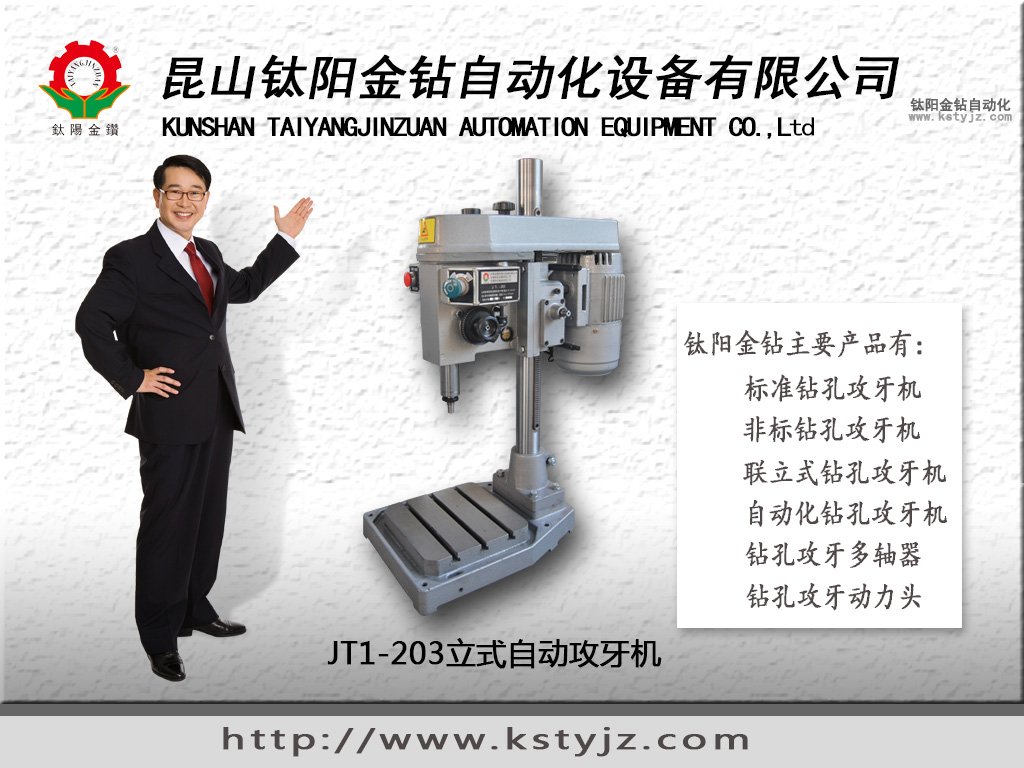 昆山钛阳金钻自动化设备有限公司
KUNSHAN TAIYANGJINZUAN AUTOMATION EQUIPMENT CO.,Ltd
TAIYANGJINZUAN
®
鈦陽金鑽
钛阳金钻自动化
www.kstyjz.com
钛阳金钻主要产品有:
标准钻孔攻牙机
非标钻孔攻牙机
联立式钻孔攻牙机
自动化钻孔攻牙机
钻孔攻牙多轴器
钻孔攻牙动力头
JT1-203立式自动攻牙机
http://www.kstyjz.com